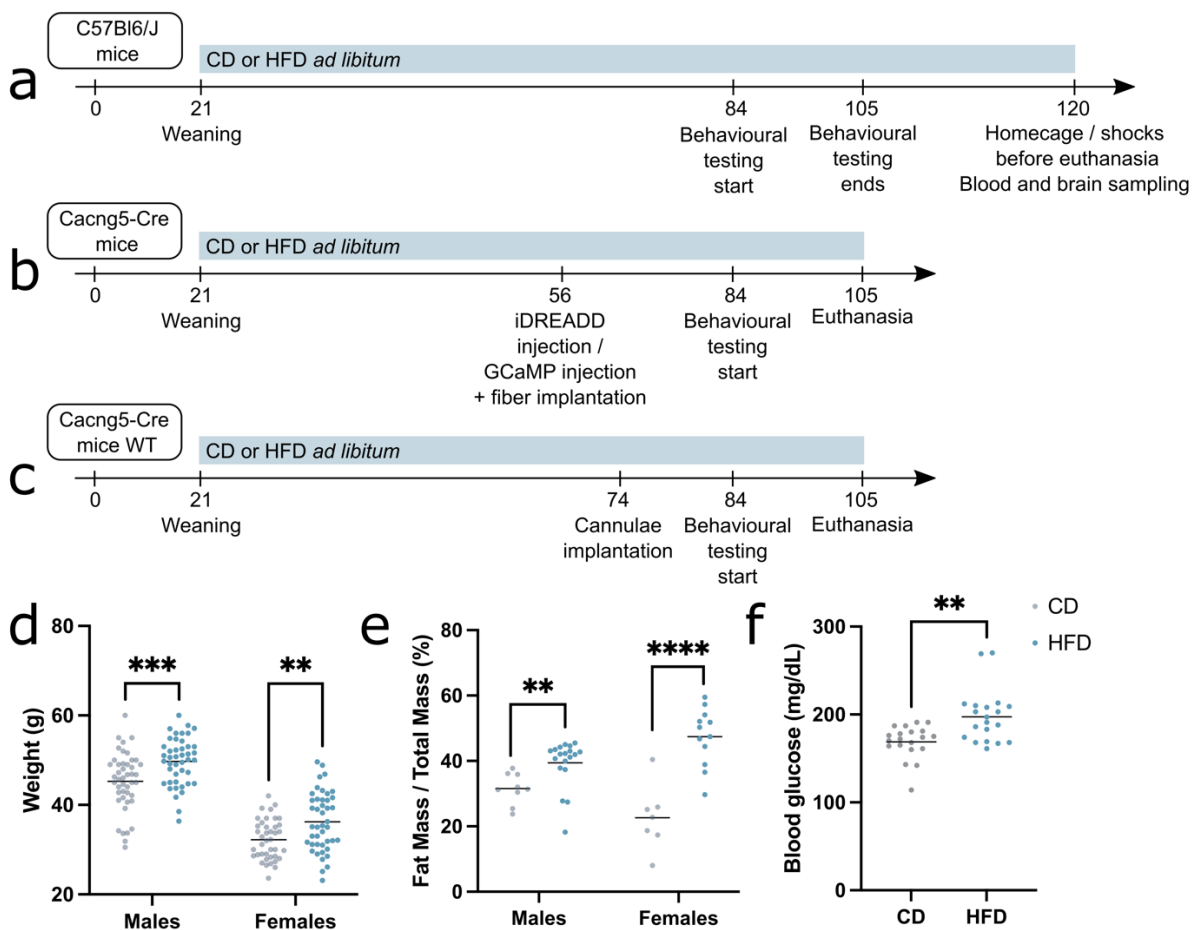 a
C57Bl6/J
mice
CD or HFD ad libitum
0
21
84
105
120
Weaning
Behavioural
testing
start
Behavioural
testing
ends
Homecage / shocks
before euthanasia
Blood and brain sampling
b
Cacng5-Cre
mice
CD or HFD ad libitum
0
21
56
84
105
Weaning
iDREADD
injection /
GCaMP injection
+ fiber implantation
Behavioural
testing
start
Euthanasia
c
Cacng5-Cre
mice WT
CD or HFD ad libitum
0
21
74
84
105
Weaning
Cannulae
implantation
Behavioural
testing
start
Euthanasia
d
Weight (g)
80
60
40
20
***
**
Males
Females
e
Fat Mass / Total Mass (%)
80
60
40
20
0
**
****
Males
Females
f
Blood glucose (mg/dL)
300
200
100
0
**
CD
HFD
CD
HFD